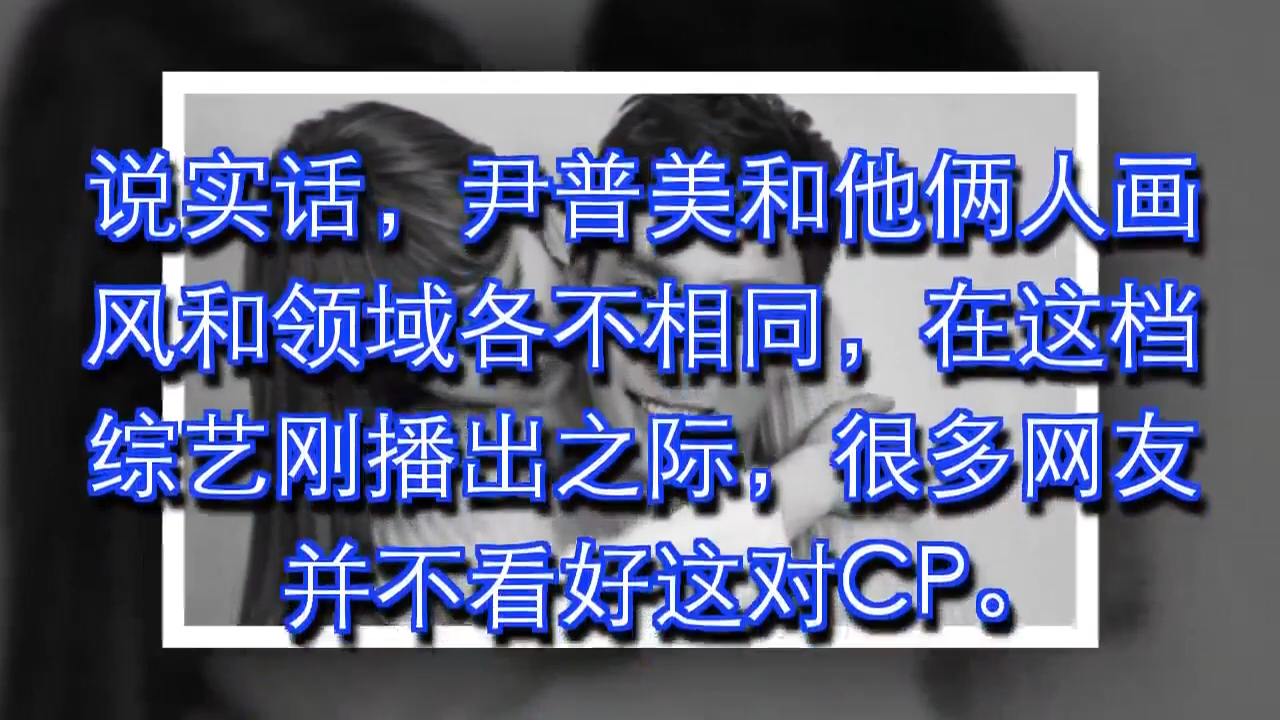 说实话，尹普美和他俩人画
风和领域各不相同，在这档
综艺刚播出之际，很多网友
并不看好这对CP。